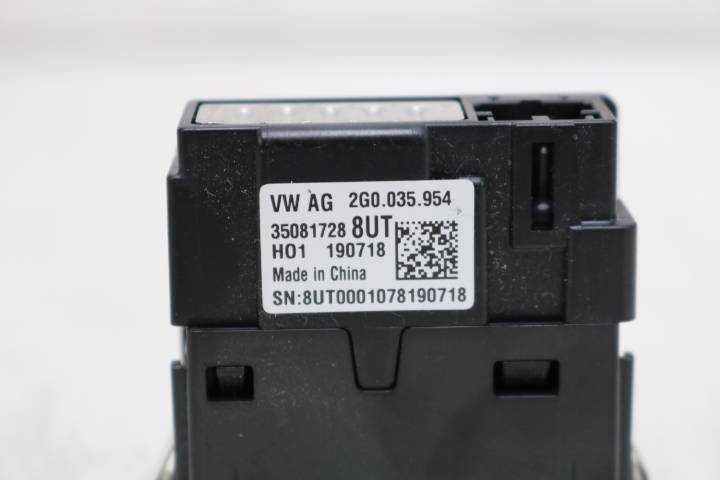 VW AG 2G0.035.954
35081728 8UT
H01 190718
Made in China
SN:8UT0001078190718